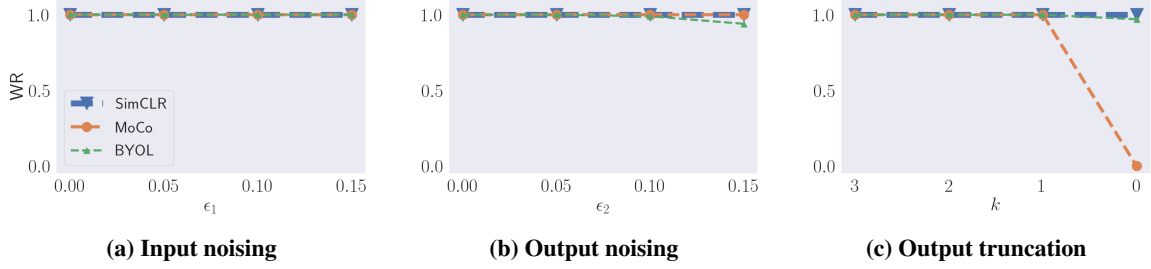 WR
1.0
0.5
0.0
SimCLR
MoCo
BYOL
0.00 0.05 0.10 0.15
ϵ1
(a) Input noising
1.0
0.5
0.0
0.00 0.05 0.10 0.15
ϵ2
(b) Output noising
1.0
0.5
0.0
3 2 1 0
k
(c) Output truncation